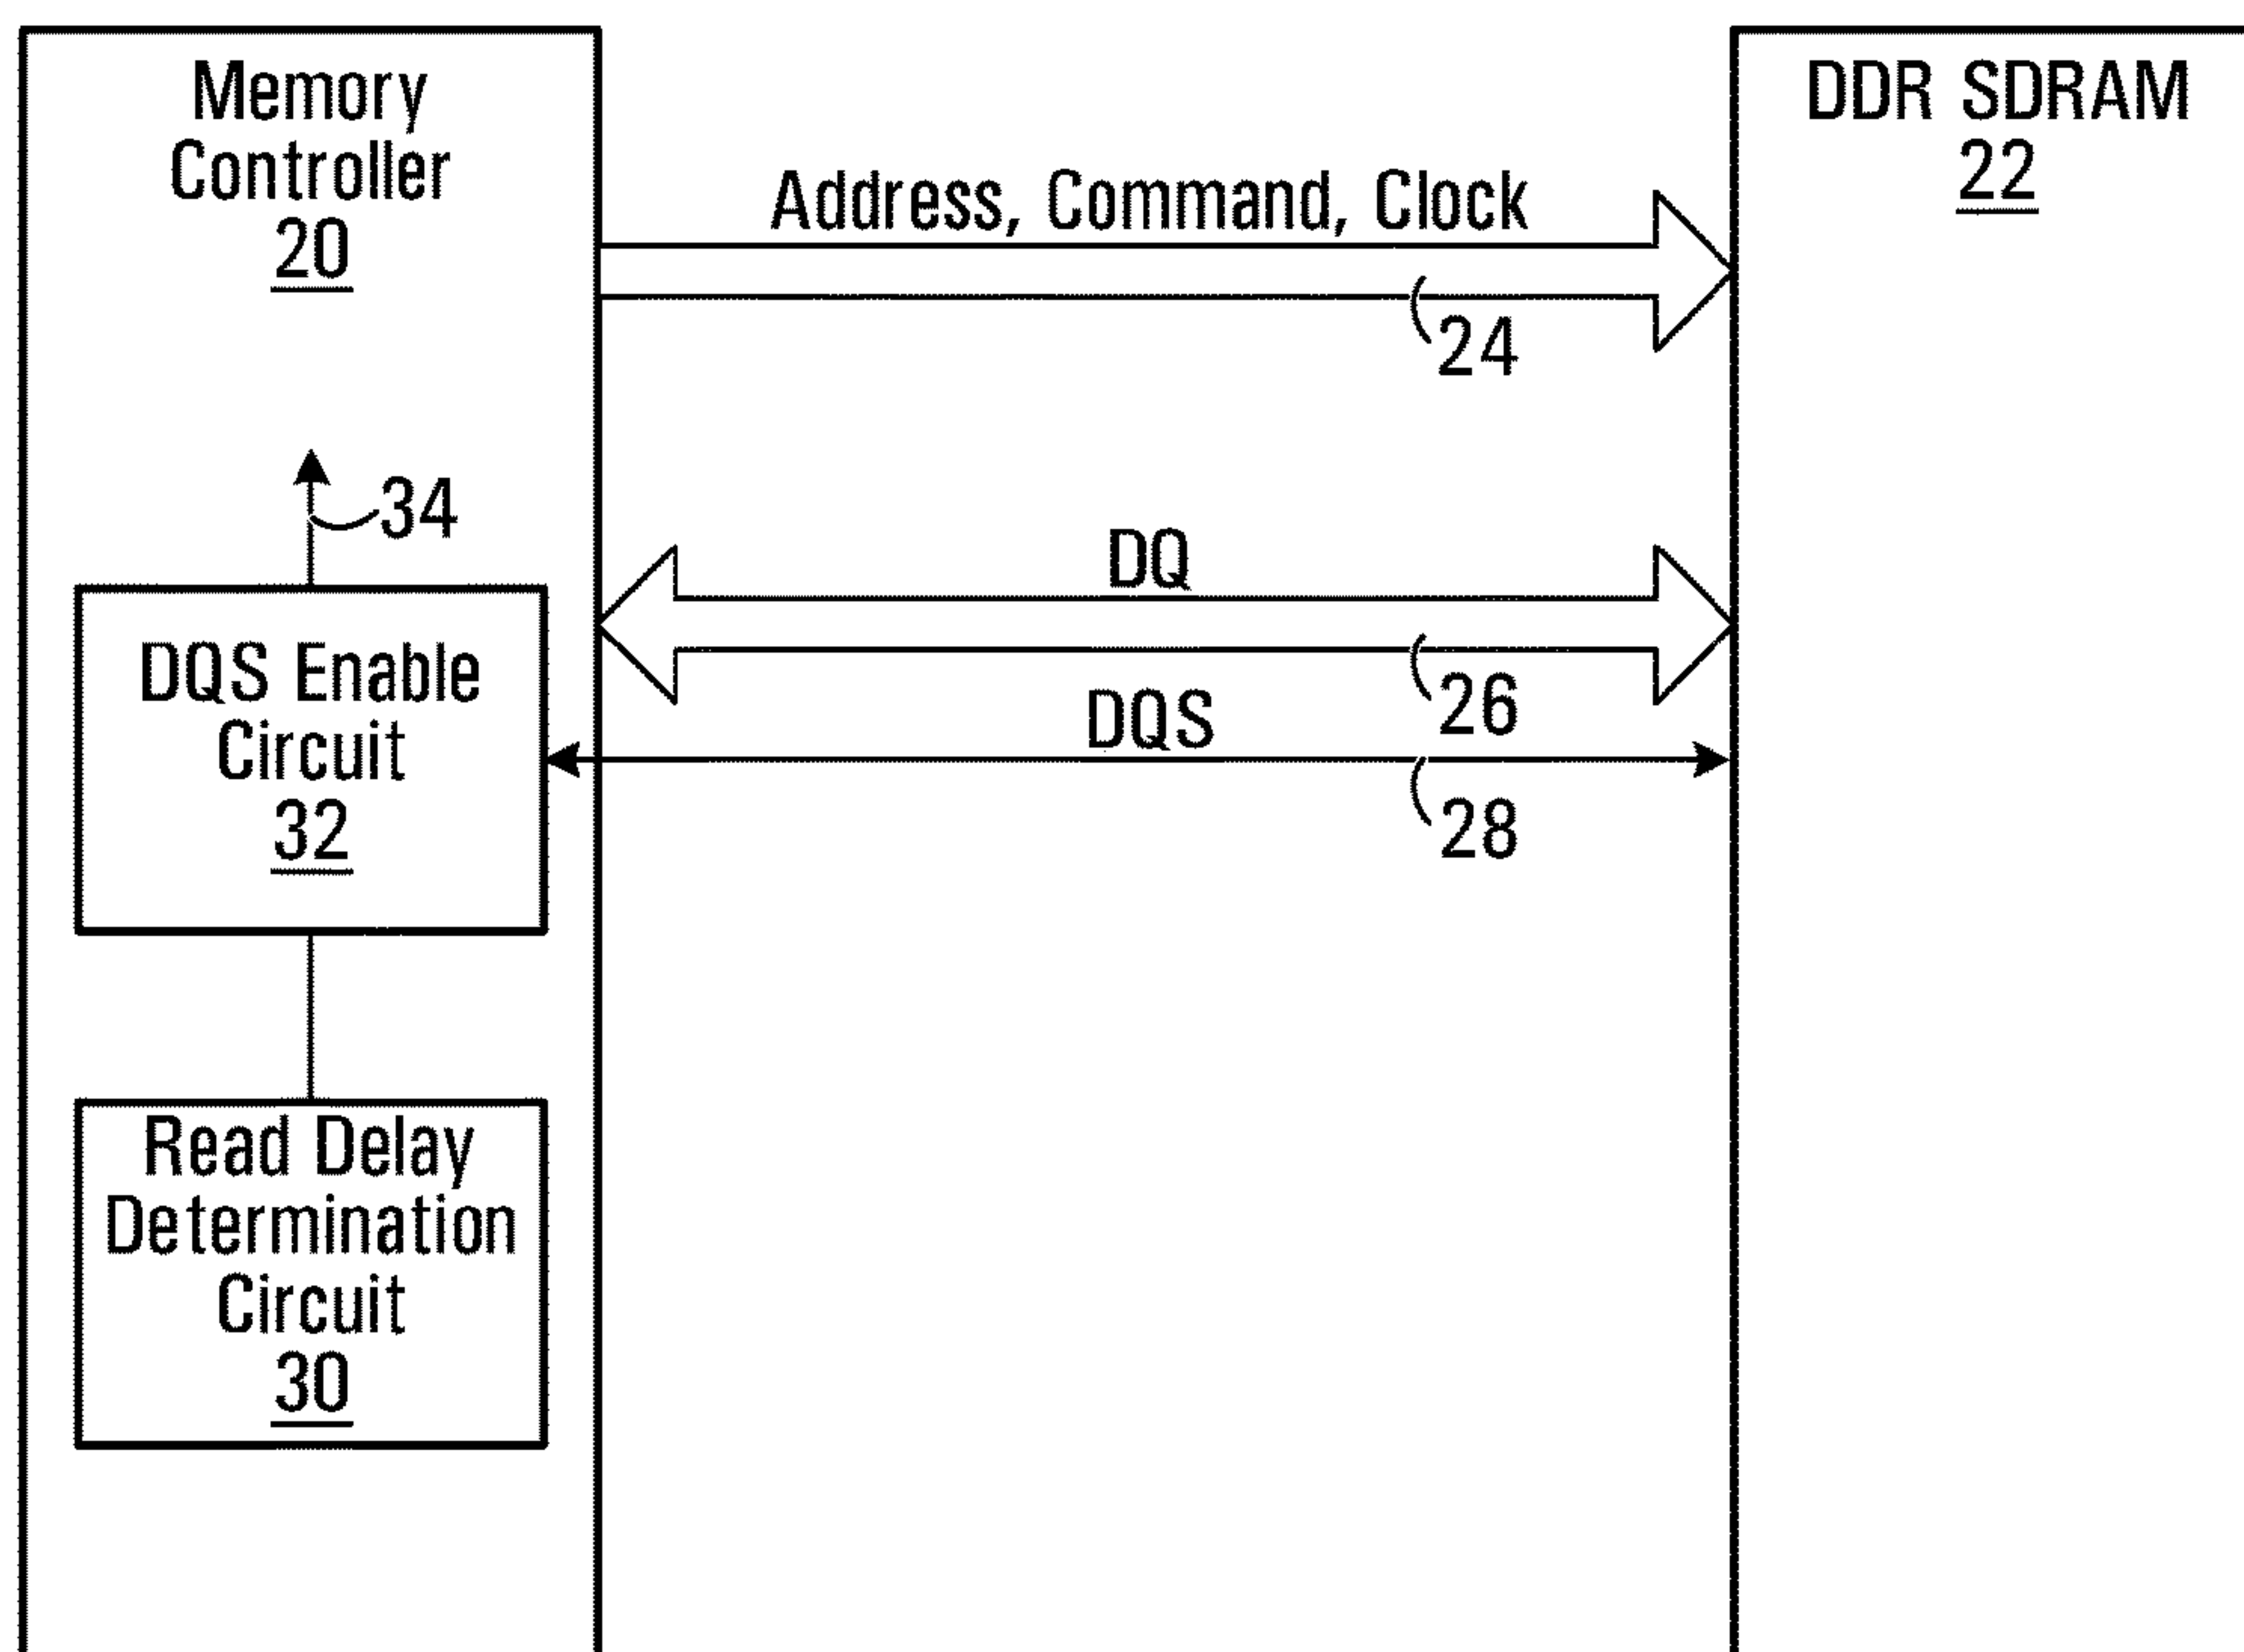 Memory
Controller
20
DDR SDRAM
22
Address, Command, Clock
24
34
DQ
26
DQS Enable
Circuit
32
DQS
28
Read Delay
Determination
Circuit
30